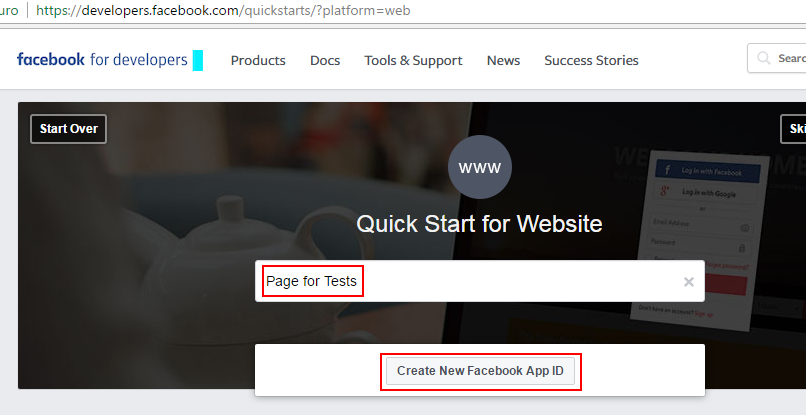 uro https://developers.facebook.com/quickstarts/?platform=web
facebook for developers Products Docs Tools & Support News Success Stories Searc
Start Over Ski
www
Quick Start for Website
Page for Tests
Create New Facebook App ID
Log in with Facebook
Log in with Google
or
Email Address
Password
Don't have an account? Sign up